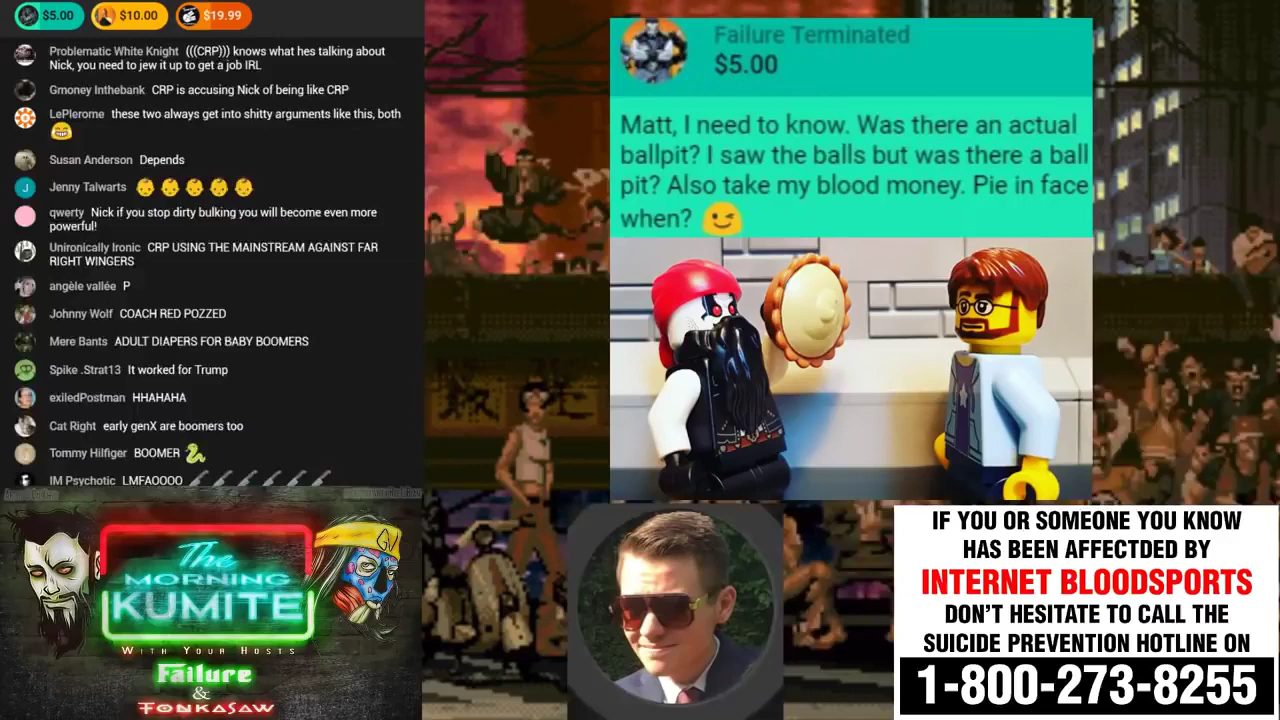 $5.00
$10.00
$19.99
Problematic White Knight (((CRP))) knows what hes talking about
Nick, you need to jew it up to get a job IRL
Gmoney Inthebank CRP is accusing Nick of being like CRP
LePlerome these two always get into shitty arguments like this, both
😂
Susan Anderson Depends
J
Jenny Talwarts 👶 👶 👶 👶 👶
qwerty Nick if you stop dirty bulking you will become even more
powerful!
Unironically Ironic CRP USING THE MAINSTREAM AGAINST FAR
RIGHT WINGERS
angèle vallée P
Johnny Wolf COACH RED POZZED
Mere Bants ADULT DIAPERS FOR BABY BOOMERS
Spike .Strat13 It worked for Trump
exiledPostman HHAHAHA
Cat Right early genX are boomers too
Tommy Hilfiger BOOMER 🐍
IM Psychotic LMFAOOOO
Failure Terminated
$5.00
Matt, I need to know. Was there an actual
ballpit? I saw the balls but was there a ball
pit? Also take my blood money. Pie in face
when? 😉
The
MORNING
KUMITE
WITH YOUR HOSTS
Failure
&
TONKASAW
IF YOU OR SOMEONE YOU KNOW
HAS BEEN AFFECTDED BY
INTERNET BLOODSPORTS
DON'T HESITATE TO CALL THE
SUICIDE PREVENTION HOTLINE ON
1-800-273-8255